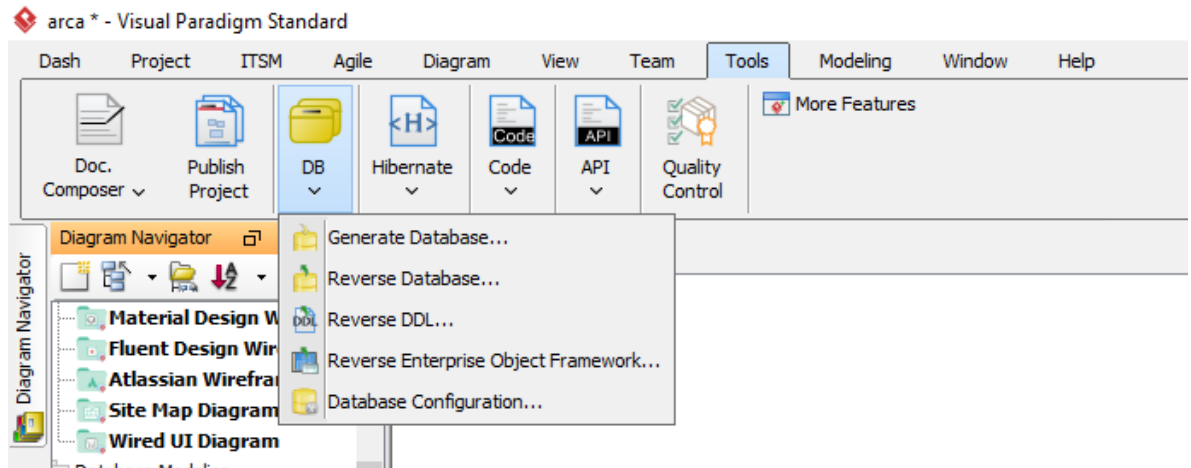 arca * - Visual Paradigm Standard
Dash Project ITSM Agile Diagram View Team Tools Modeling Window Help
More Features
<H> Code API
Doc. Publish DB Hibernate Code API Quality
Composer Project Control
Diagram Navigator
Generate Database...
Diagram Navigator
Reverse Database...
Material Design W
DDL Reverse DDL...
Fluent Design Wir
Reverse Enterprise Object Framework...
Atlassian Wirefra
Database Configuration...
Site Map Diagram
Wired UI Diagram